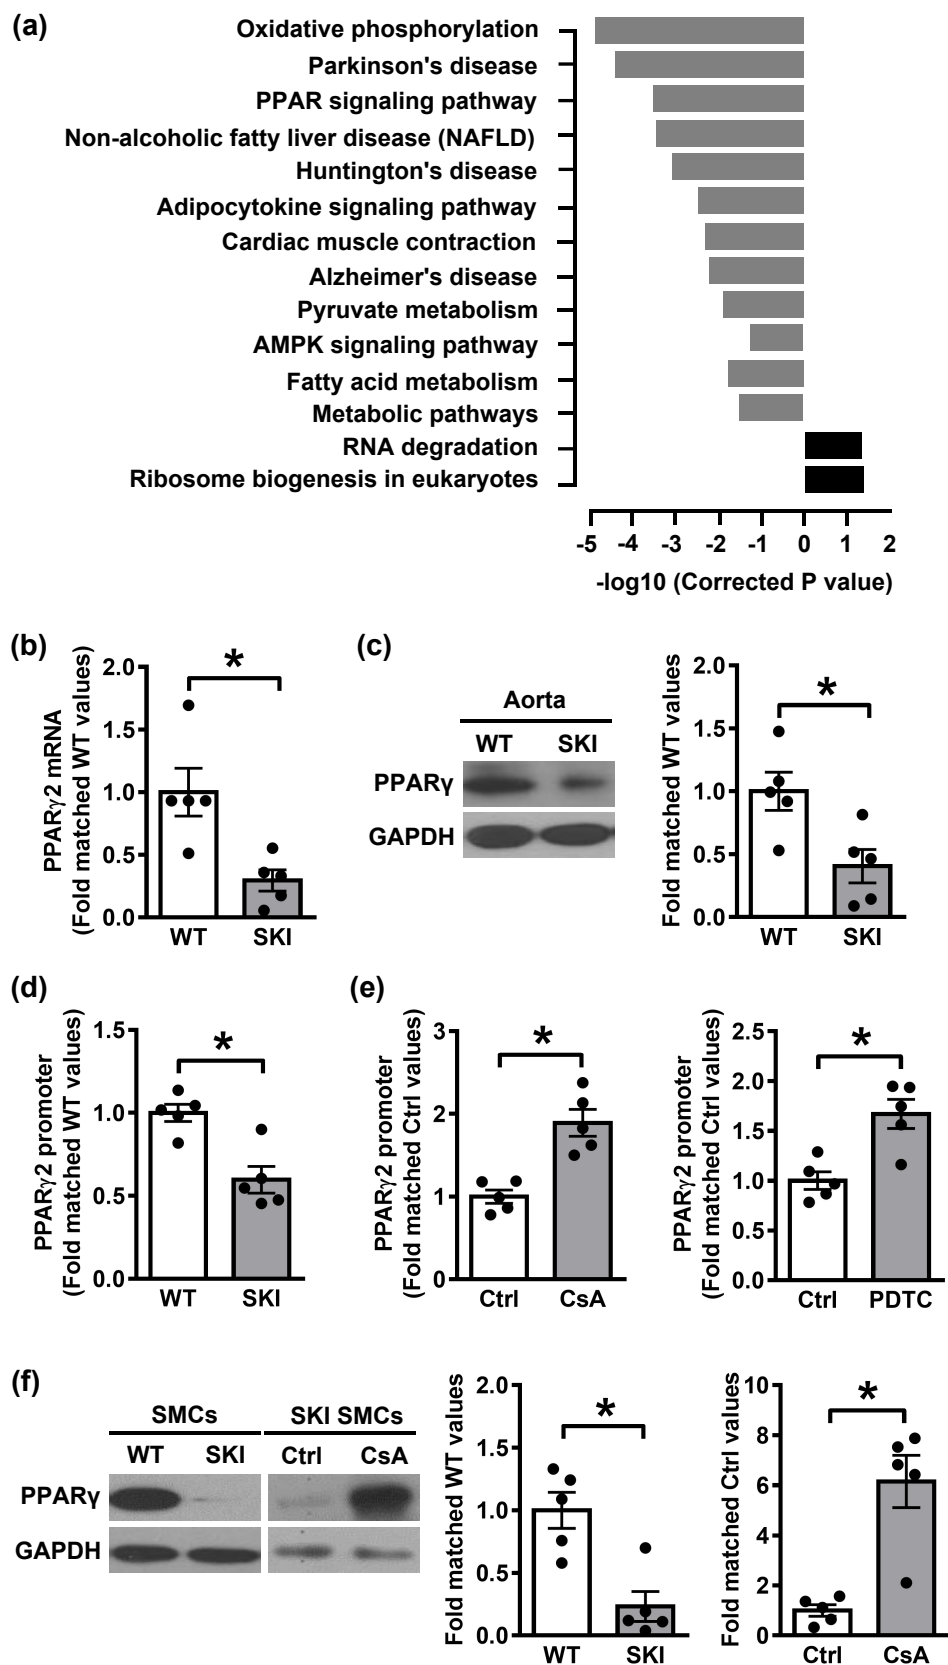 (a)
Oxidative phosphorylation
Parkinson's disease
PPAR signaling pathway
Non-alcoholic fatty liver disease (NAFLD)
Huntington's disease
Adipocytokine signaling pathway
Cardiac muscle contraction
Alzheimer's disease
Pyruvate metabolism
AMPK signaling pathway
Fatty acid metabolism
Metabolic pathways
RNA degradation
Ribosome biogenesis in eukaryotes
-5 -4 -3 -2 -1 0 1 2
-log10 (Corrected P value)
(b)
PPARγ2 mRNA
(Fold matched WT values)
2.0
1.5
1.0
0.5
0.0
*
WT SKI
(c)
Aorta
WT SKI
PPARγ
GAPDH
Fold matched WT values
2.0
1.5
1.0
0.5
0.0
*
WT SKI
(d)
PPARγ2 promoter
(Fold matched WT values)
1.5
1.0
0.5
0.0
*
WT SKI
(e)
PPARγ2 promoter
(Fold matched Ctrl values)
3
2
1
0
*
Ctrl CsA
PPARγ2 promoter
(Fold matched Ctrl values)
2.5
2.0
1.5
1.0
0.5
0.0
*
Ctrl PDTC
(f)
SMCs SKI SMCs
WT SKI Ctrl CsA
PPARγ
GAPDH
Fold matched WT values
2.0
1.5
1.0
0.5
0.0
*
WT SKI
Fold matched Ctrl values
10
8
6
4
2
0
*
Ctrl CsA